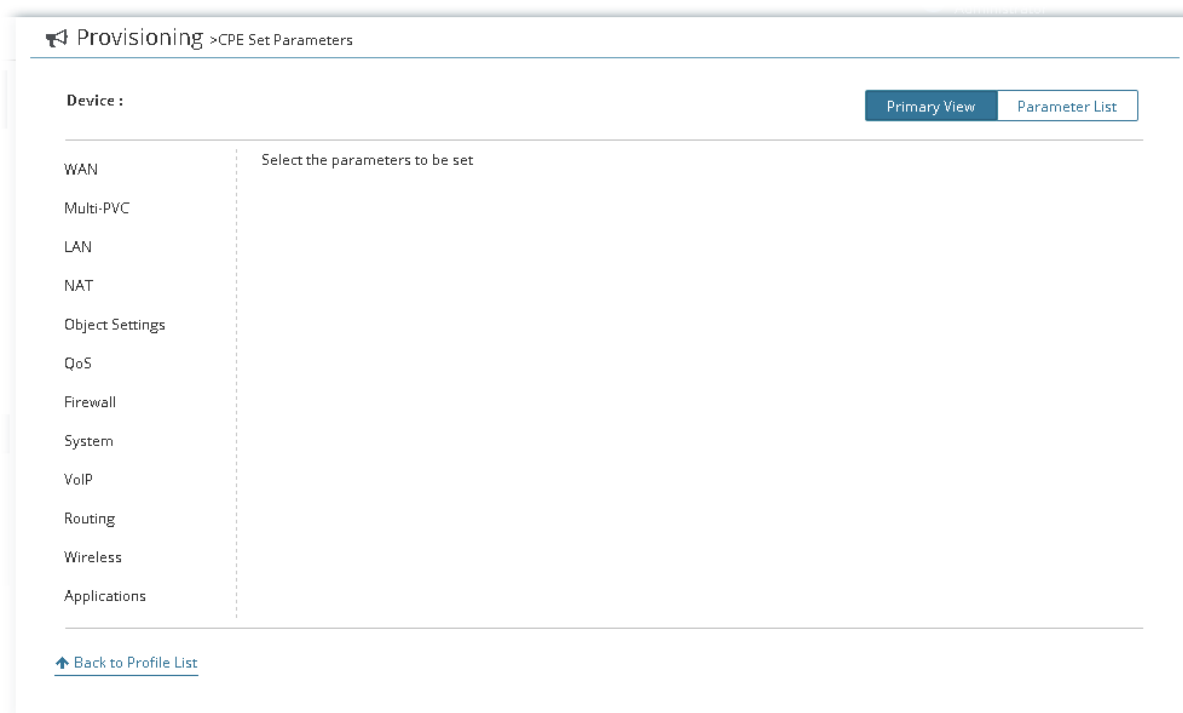 Provisioning >CPE Set Parameters
Device :
Primary View
Parameter List
WAN
Select the parameters to be set
Multi-PVC
LAN
NAT
Object Settings
QoS
Firewall
System
VoIP
Routing
Wireless
Applications
Back to Profile List